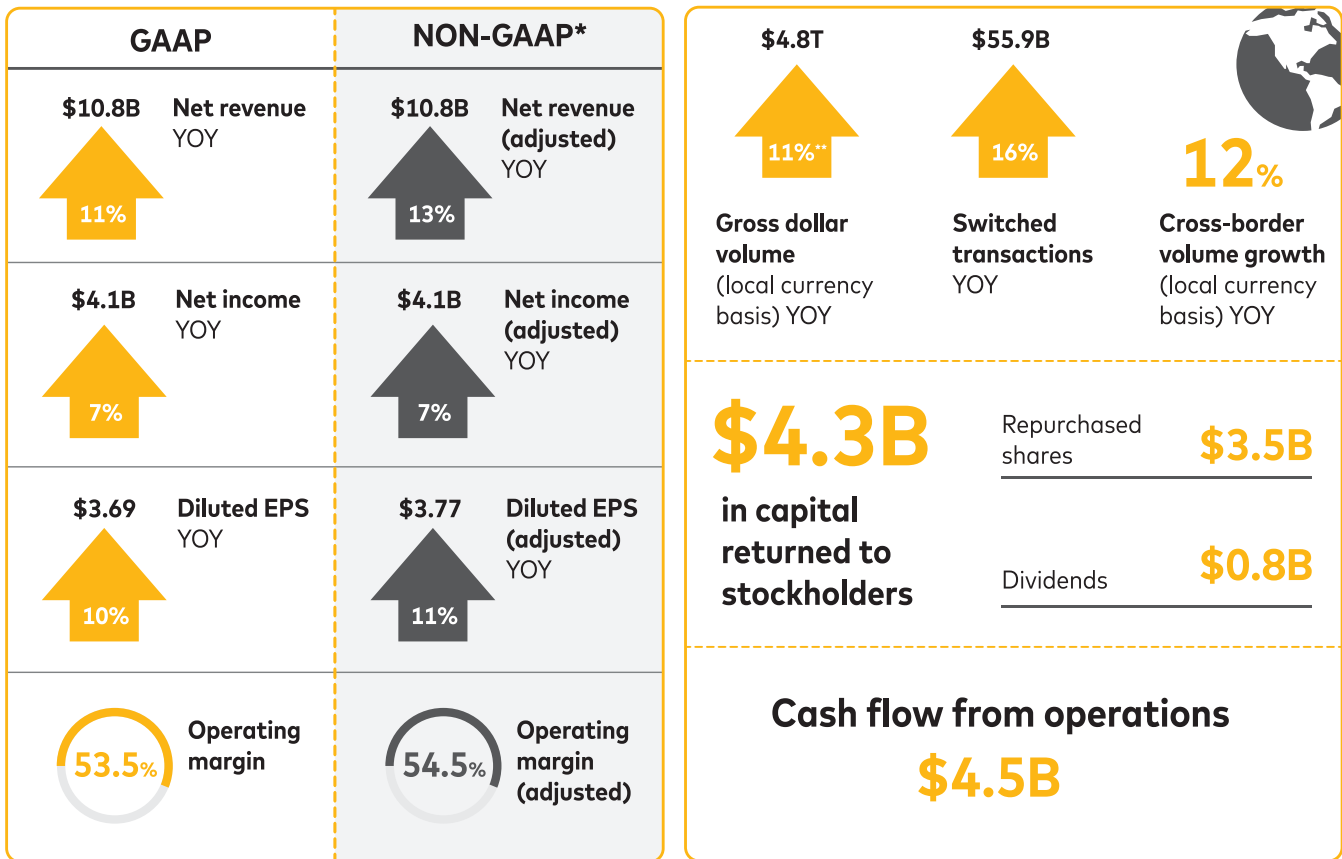 GAAP
$10.8B
Net revenue
YOY
11%
$4.1B
Net income
YOY
7%
$3.69
Diluted EPS
YOY
10%
53.5%
Operating
margin
NON-GAAP*
$10.8B
Net revenue
(adjusted)
YOY
13%
$4.1B
Net income
(adjusted)
YOY
7%
$3.77
Diluted EPS
(adjusted)
YOY
11%
54.5%
Operating
margin
(adjusted)
$4.8T
11%**
Gross dollar
volume
(local currency
basis) YOY
$55.9B
16%
Switched
transactions
YOY
12%
Cross-border
volume growth
(local currency
basis) YOY
$4.3B
in capital
returned to
stockholders
Repurchased
shares
$3.5B
Dividends
$0.8B
Cash flow from operations
$4.5B